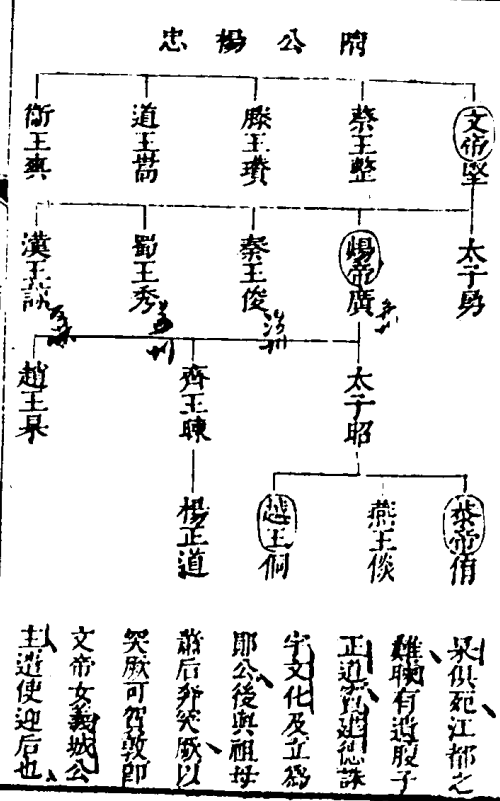 隋公楊忠
文帝堅
蔡王整
滕王瓚
道王嵩
衛王爽
太子勇
煬帝廣
秦王俊
蜀王秀
漢王諒
太子昭
齊王暕
趙王杲
恭帝侑
燕王倓
越王侗
楊正道
杲俱死江都之
難暕有遺腹子
正道竇建德誅
宇文化及立為
鄖公後與祖母
蕭后奔突厥以
突厥可賀敦即
文帝女義城公
主遣使迎后也